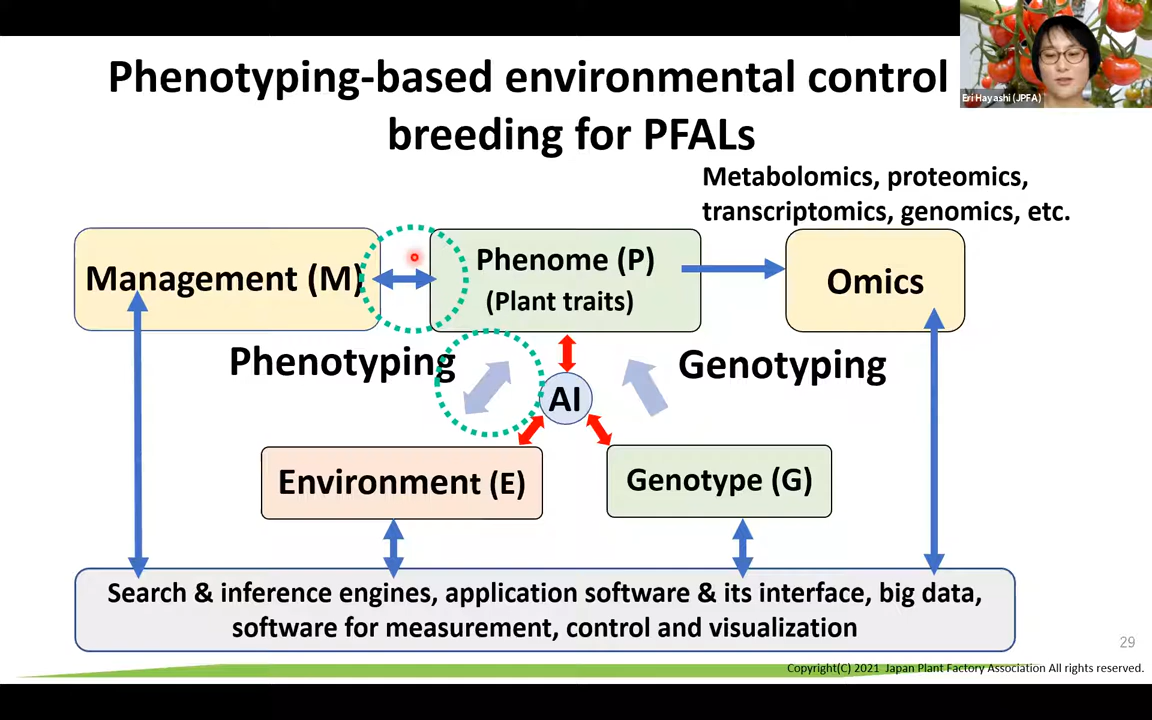 Phenotyping-based environmental control
breeding for PFALs
Eri Hayashi (JPFA)
Metabolomics, proteomics,
transcriptomics, genomics, etc.
Management (M)
Phenome (P)
(Plant traits)
Omics
Phenotyping
Genotyping
AI
Environment (E)
Genotype (G)
Search & inference engines, application software & its interface, big data,
software for measurement, control and visualization
29
Copyright(C) 2021 Japan Plant Factory Association All rights reserved.